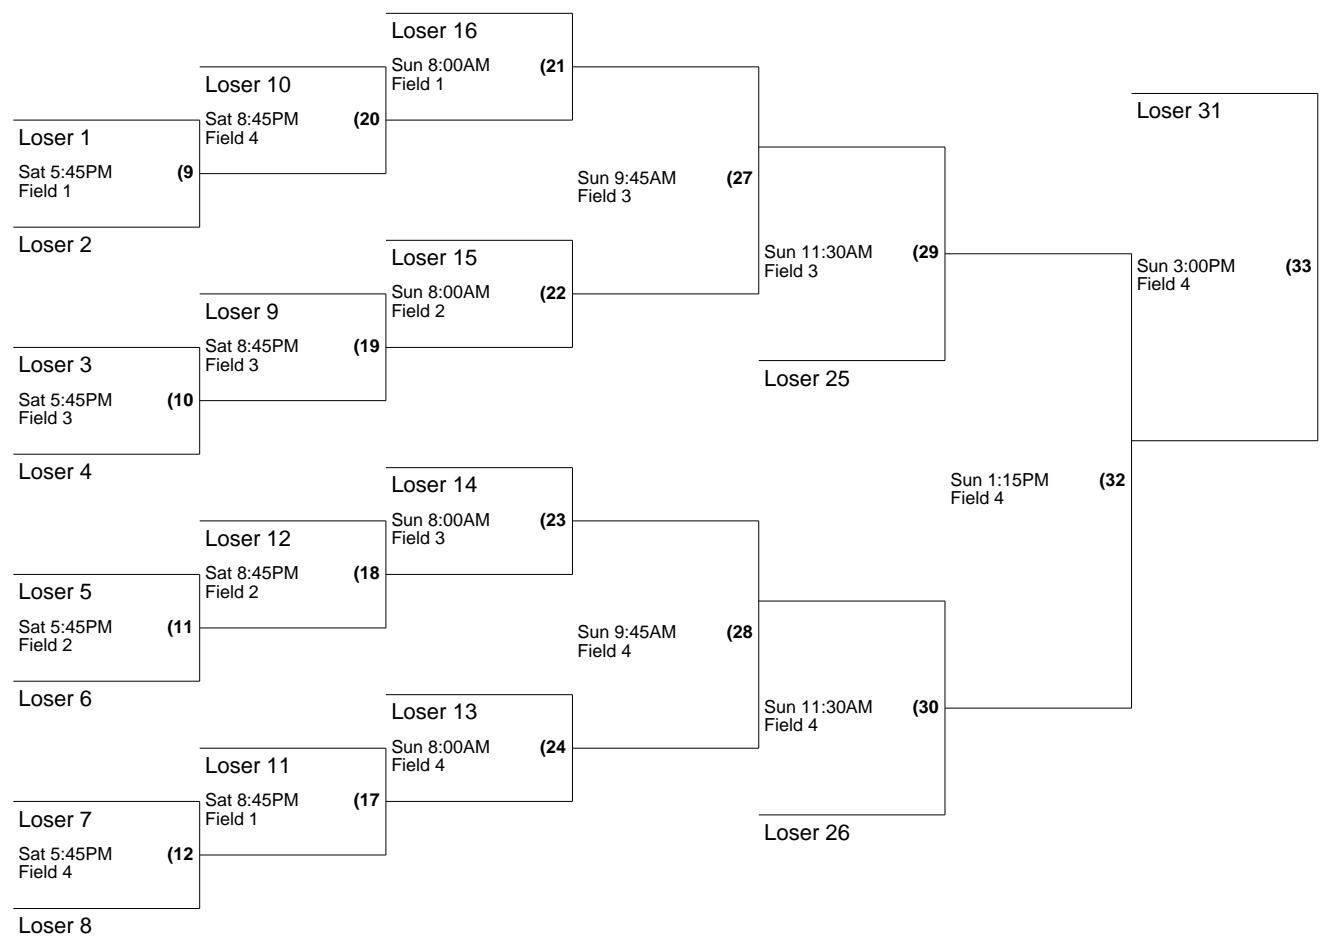 Loser 16
Sun 8:00AM (21
Field 1
Loser 10
Sat 8:45PM (20
Field 4
Loser 1
Sat 5:45PM (9
Field 1
Loser 2
Loser 15
Sun 8:00AM (22
Field 2
Loser 9
Sat 8:45PM (19
Field 3
Loser 3
Sat 5:45PM (10
Field 3
Loser 4
Loser 14
Sun 8:00AM (23
Field 3
Loser 12
Sat 8:45PM (18
Field 2
Loser 5
Sat 5:45PM (11
Field 2
Loser 6
Loser 13
Sun 8:00AM (24
Field 4
Loser 11
Sat 8:45PM (17
Field 1
Loser 7
Sat 5:45PM (12
Field 4
Loser 8
Sun 9:45AM (27
Field 3
Sun 9:45AM (28
Field 4
Sun 11:30AM (29
Field 3
Loser 25
Sun 11:30AM (30
Field 4
Loser 26
Sun 1:15PM (32
Field 4
Loser 31
Sun 3:00PM (33
Field 4